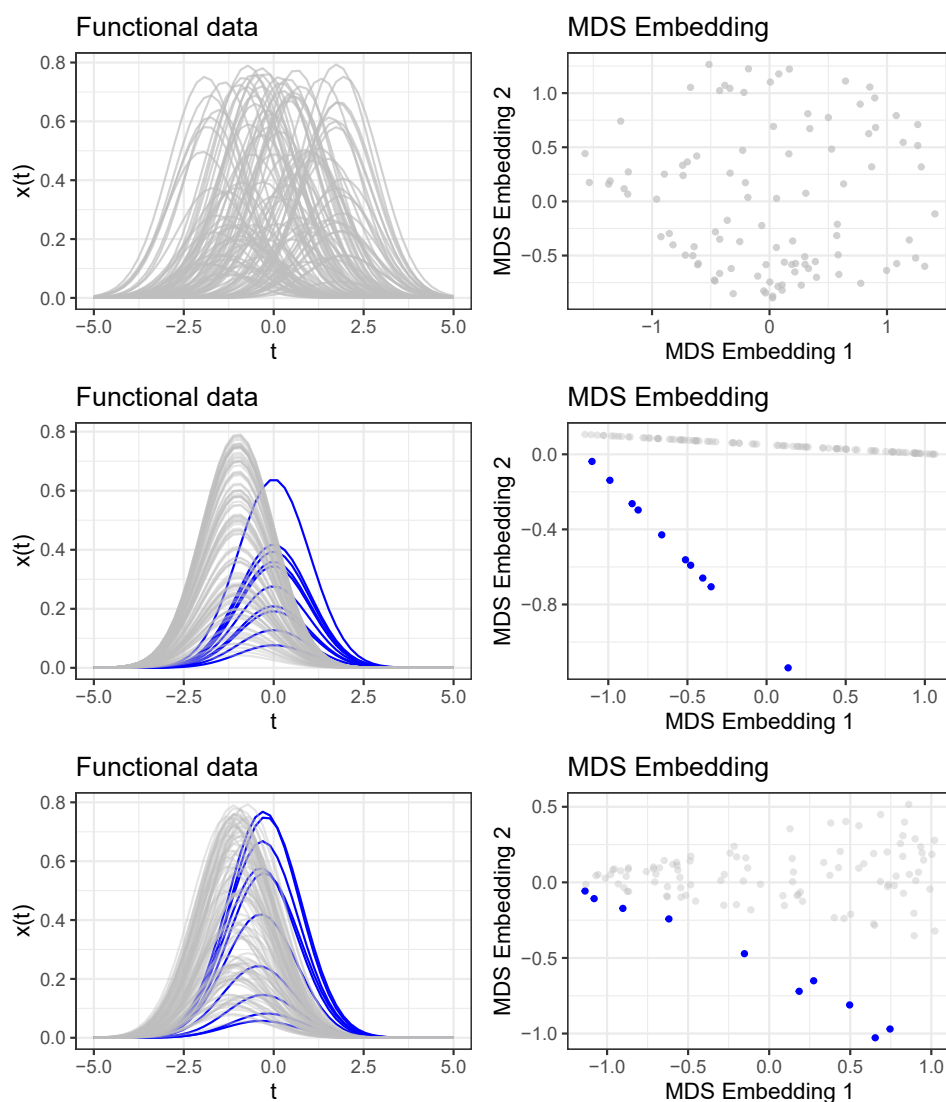 Functional data
MDS Embedding
0.8
0.6
0.4
0.2
0.0
x(t)
−5.0 −2.5 0.0 2.5 5.0
t
1.0
0.5
0.0
−0.5
MDS Embedding 2
−1 0 1
MDS Embedding 1
Functional data
MDS Embedding
0.8
0.6
0.4
0.2
0.0
x(t)
−5.0 −2.5 0.0 2.5 5.0
t
0.0
−0.4
−0.8
MDS Embedding 2
−1.0 −0.5 0.0 0.5 1.0
MDS Embedding 1
Functional data
MDS Embedding
0.8
0.6
0.4
0.2
0.0
x(t)
−5.0 −2.5 0.0 2.5 5.0
t
0.5
0.0
−0.5
−1.0
MDS Embedding 2
−1.0 −0.5 0.0 0.5 1.0
MDS Embedding 1